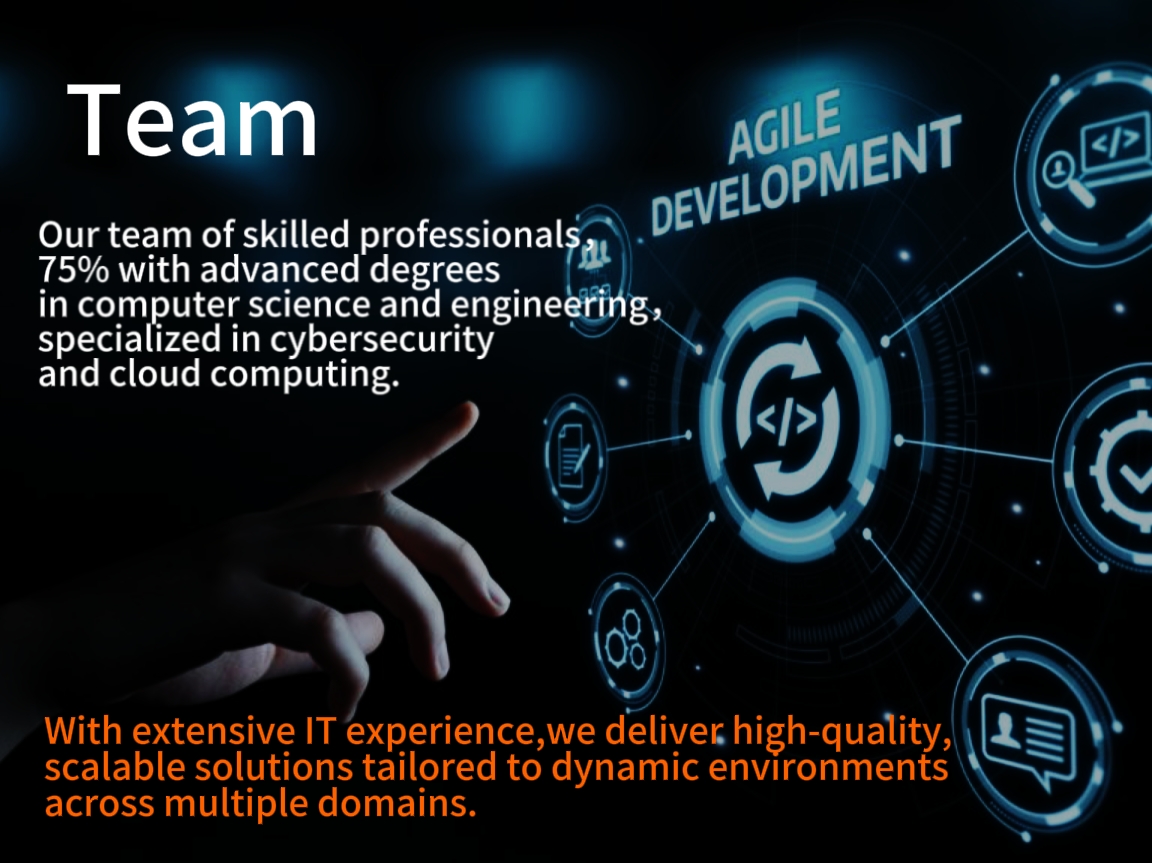 Team
AGILE
DEVELOPMENT
Our team of skilled professionals,
75% with advanced degrees
in computer science and engineering,
specialized in cybersecurity
and cloud computing.
</>
</>
With extensive IT experience,we deliver high-quality,
scalable solutions tailored to dynamic environments
across multiple domains.